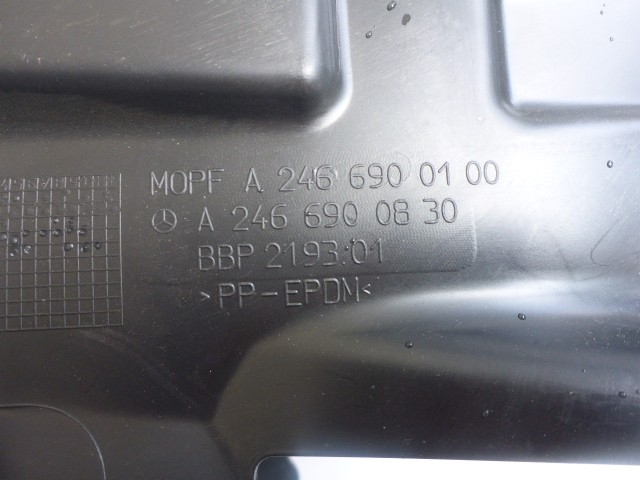 MOPF A 246 690 01 00
A 246 690 08 30
BBP 2193.01
>PP-EPDM<